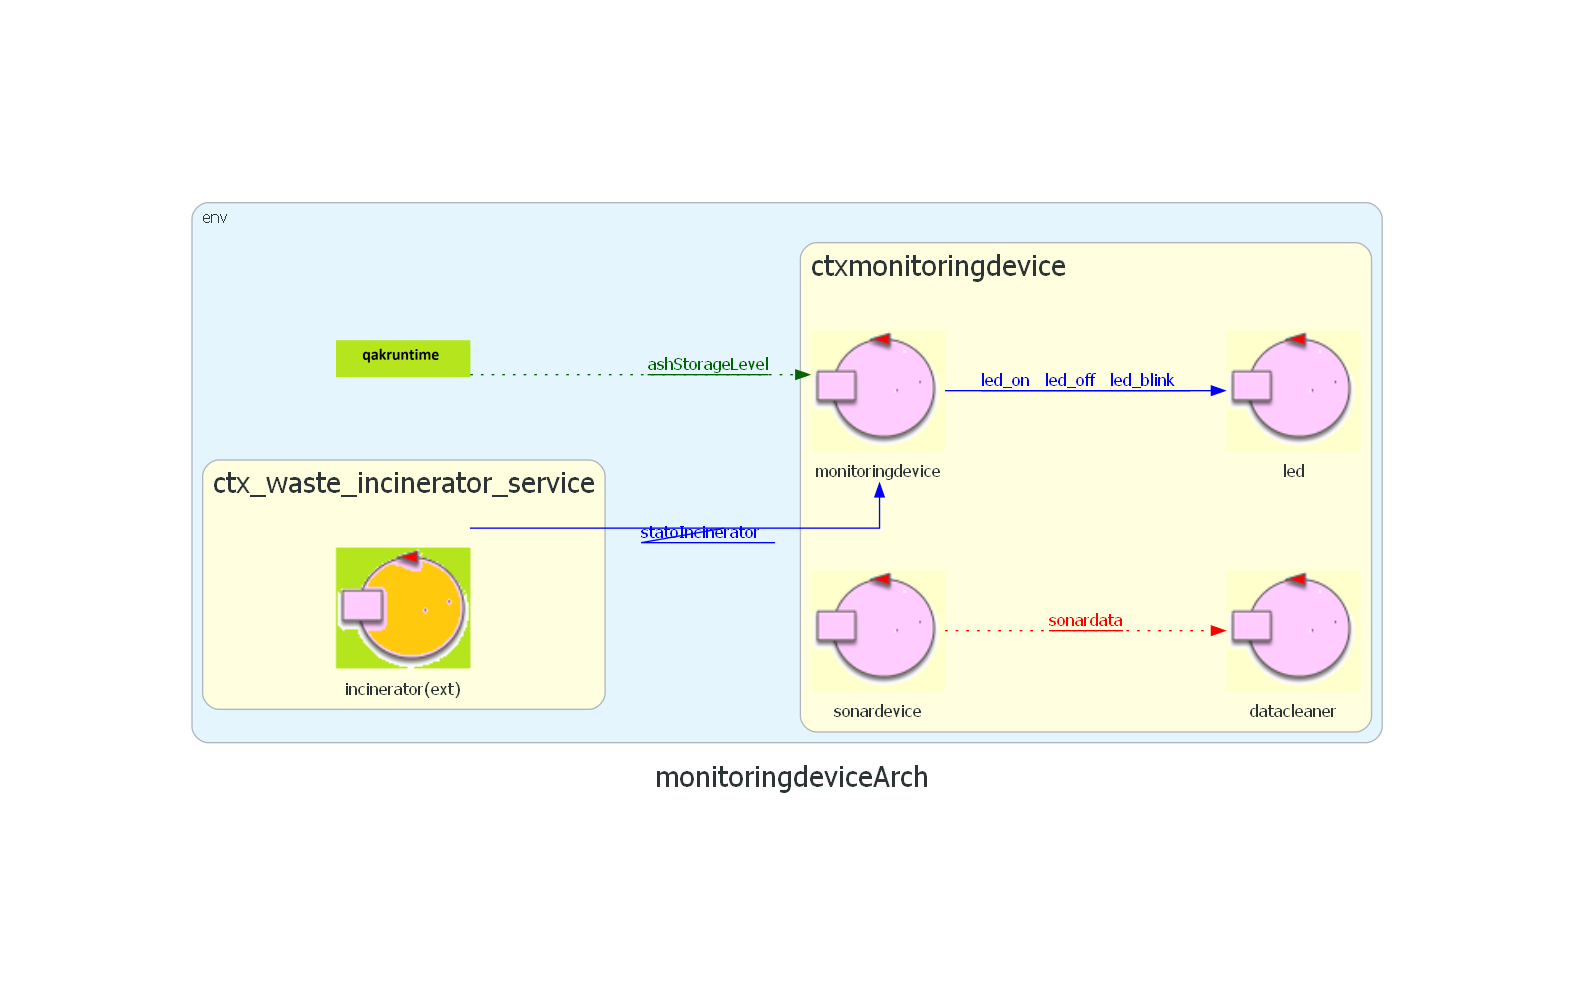 env
ctxmonitoringdevice
qakruntime
ashStorageLevel
led_on led_off led_blink
monitoringdevice
led
ctx_waste_incinerator_service
statoIncinerator
sonardata
incinerator(ext)
sonardevice
datacleaner
monitoringdeviceArch